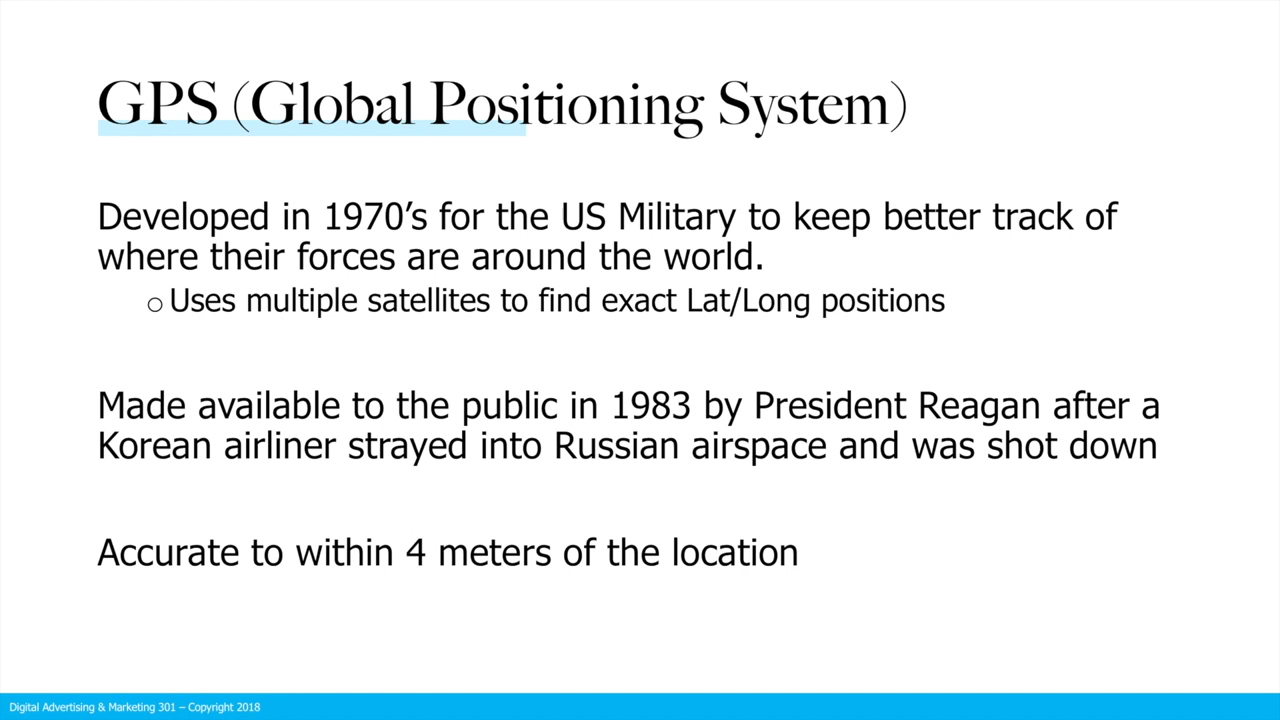 GPS (Global Positioning System)
Developed in 1970’s for the US Military to keep better track of
where their forces are around the world.
○ Uses multiple satellites to find exact Lat/Long positions
Made available to the public in 1983 by President Reagan after a
Korean airliner strayed into Russian airspace and was shot down
Accurate to within 4 meters of the location
Digital Advertising & Marketing 301 – Copyright 2018